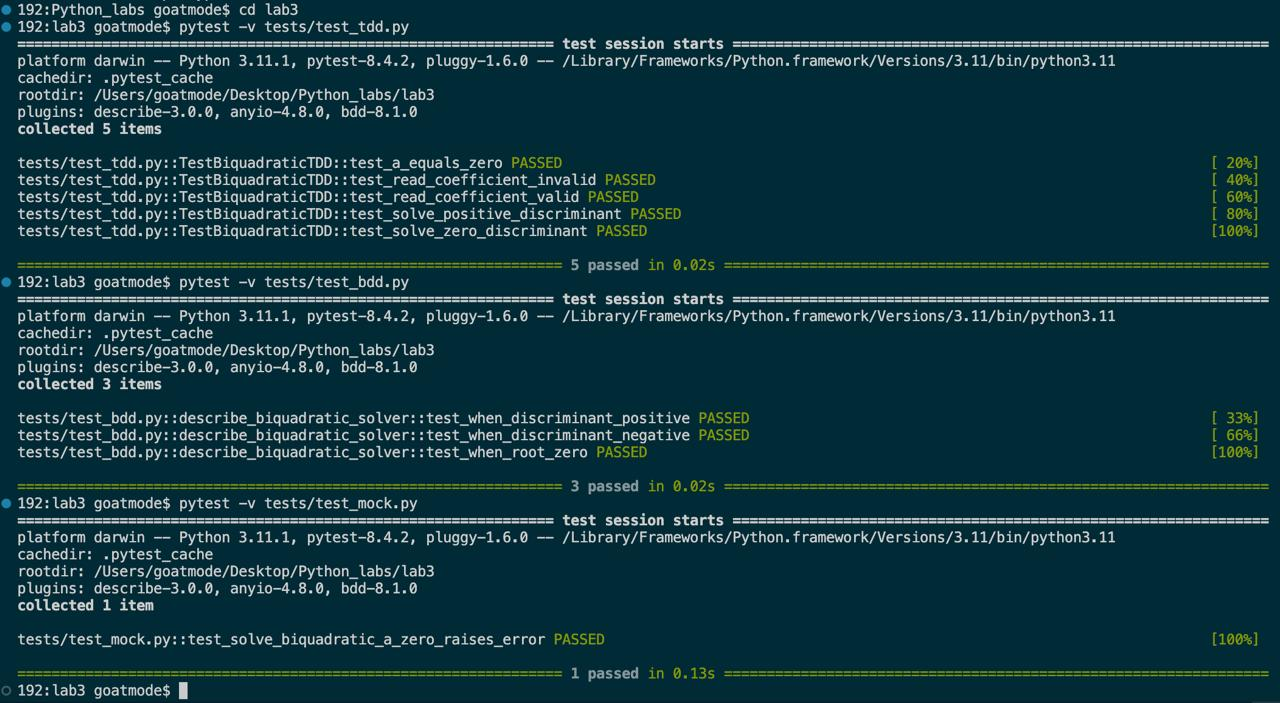 192:Python_labs goatmode$ cd lab3
192:lab3 goatmode$ pytest -v tests/test_tdd.py
=============================================================== test session starts ===============================================================
platform darwin -- Python 3.11.1, pytest-8.4.2, pluggy-1.6.0 -- /Library/Frameworks/Python.framework/Versions/3.11/bin/python3.11
cachedir: .pytest_cache
rootdir: /Users/goatmode/Desktop/Python_labs/lab3
plugins: describe-3.0.0, anyio-4.8.0, bdd-8.1.0
collected 5 items
tests/test_tdd.py::TestBiquadraticTDD::test_a_equals_zero PASSED [ 20%]
tests/test_tdd.py::TestBiquadraticTDD::test_read_coefficient_invalid PASSED [ 40%]
tests/test_tdd.py::TestBiquadraticTDD::test_read_coefficient_valid PASSED [ 60%]
tests/test_tdd.py::TestBiquadraticTDD::test_solve_positive_discriminant PASSED [ 80%]
tests/test_tdd.py::TestBiquadraticTDD::test_solve_zero_discriminant PASSED [100%]
================================================================ 5 passed in 0.02s ================================================================
192:lab3 goatmode$ pytest -v tests/test_bdd.py
=============================================================== test session starts ===============================================================
platform darwin -- Python 3.11.1, pytest-8.4.2, pluggy-1.6.0 -- /Library/Frameworks/Python.framework/Versions/3.11/bin/python3.11
cachedir: .pytest_cache
rootdir: /Users/goatmode/Desktop/Python_labs/lab3
plugins: describe-3.0.0, anyio-4.8.0, bdd-8.1.0
collected 3 items
tests/test_bdd.py::describe_biquadratic_solver::test_when_discriminant_positive PASSED [ 33%]
tests/test_bdd.py::describe_biquadratic_solver::test_when_discriminant_negative PASSED [ 66%]
tests/test_bdd.py::describe_biquadratic_solver::test_when_root_zero PASSED [100%]
================================================================ 3 passed in 0.02s ================================================================
192:lab3 goatmode$ pytest -v tests/test_mock.py
=============================================================== test session starts ===============================================================
platform darwin -- Python 3.11.1, pytest-8.4.2, pluggy-1.6.0 -- /Library/Frameworks/Python.framework/Versions/3.11/bin/python3.11
cachedir: .pytest_cache
rootdir: /Users/goatmode/Desktop/Python_labs/lab3
plugins: describe-3.0.0, anyio-4.8.0, bdd-8.1.0
collected 1 item
tests/test_mock.py::test_solve_biquadratic_a_zero_raises_error PASSED [100%]
================================================================ 1 passed in 0.13s ================================================================
192:lab3 goatmode$